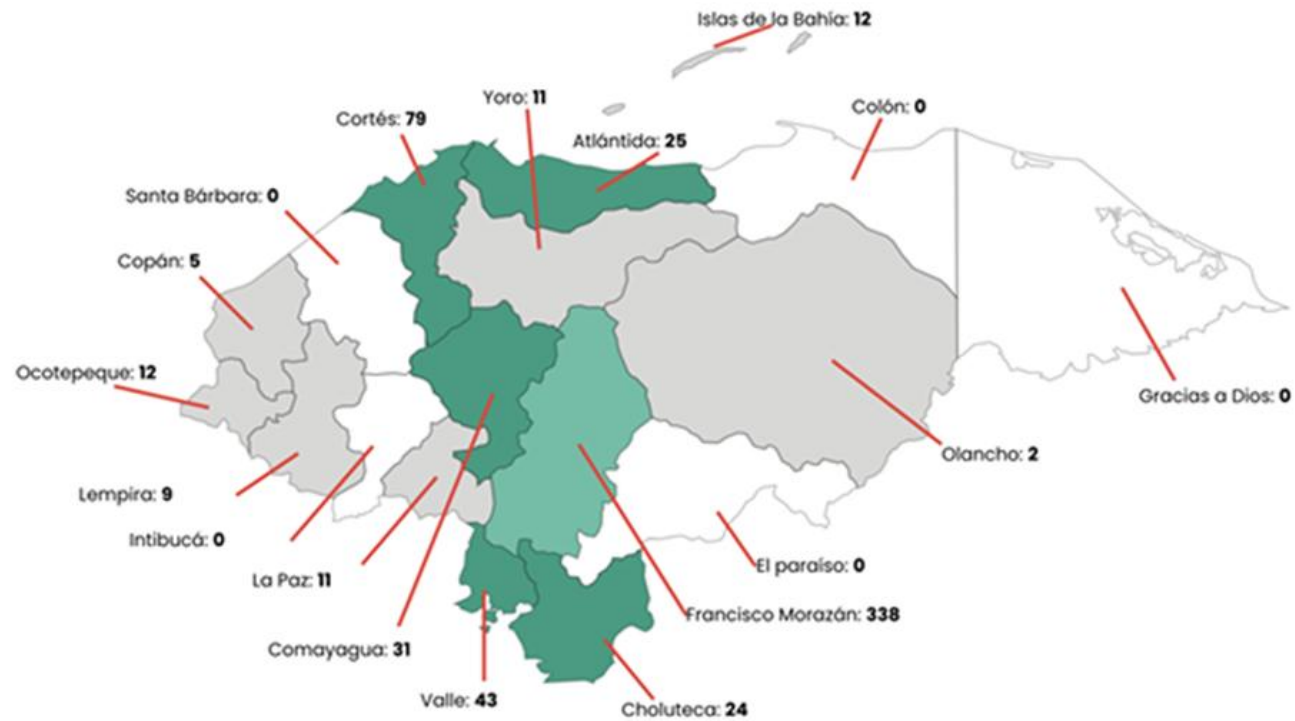 Islas de la Bahía: 12
Yoro: 11
Colón: 0
Cortés: 79
Atlántida: 25
Santa Bárbara: 0
Copán: 5
Ocotepeque: 12
Gracias a Dios: 0
Olancho: 2
Lempira: 9
Intibucá: 0
El paraíso: 0
La Paz: 11
Francisco Morazán: 338
Comayagua: 31
Valle: 43
Choluteca: 24